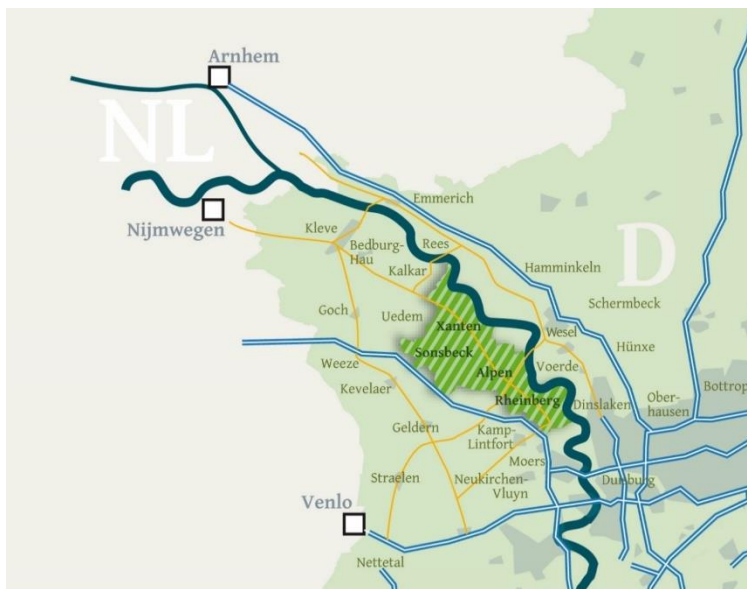 Arnhem
NL
Emmerich
Nijmwegen
Kleve
Bedburg-
Hau
Rees
D
Kalkar
Hamminkeln
Schermbeck
Goch
Uedem
Xanten
Wesel
Hünxe
Sonsbeck
Weeze
Alpen
Voerde
Kevelaer
Rheinberg
Dinslaken
Ober-
hausen
Bottrop
Geldern
Kamp-
Lintfort
Moers
Straelen
Neukirchen-
Vluyn
Duisburg
Venlo
Nettetal